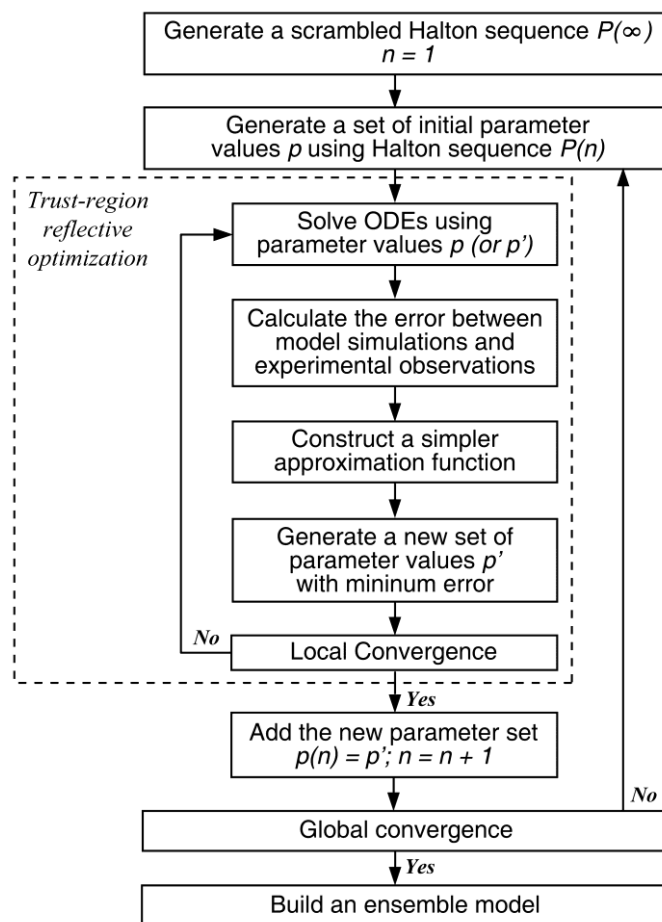 Generate a scrambled Halton sequence P(∞)
n = 1
Generate a set of initial parameter
values p using Halton sequence P(n)
Trust-region
reflective
optimization
Solve ODEs using
parameter values p (or p’)
Calculate the error between
model simulations and
experimental observations
Construct a simpler
approximation function
Generate a new set of
parameter values p’
with mininum error
No
Local Convergence
Yes
Add the new parameter set
p(n) = p’; n = n + 1
No
Global convergence
Yes
Build an ensemble model